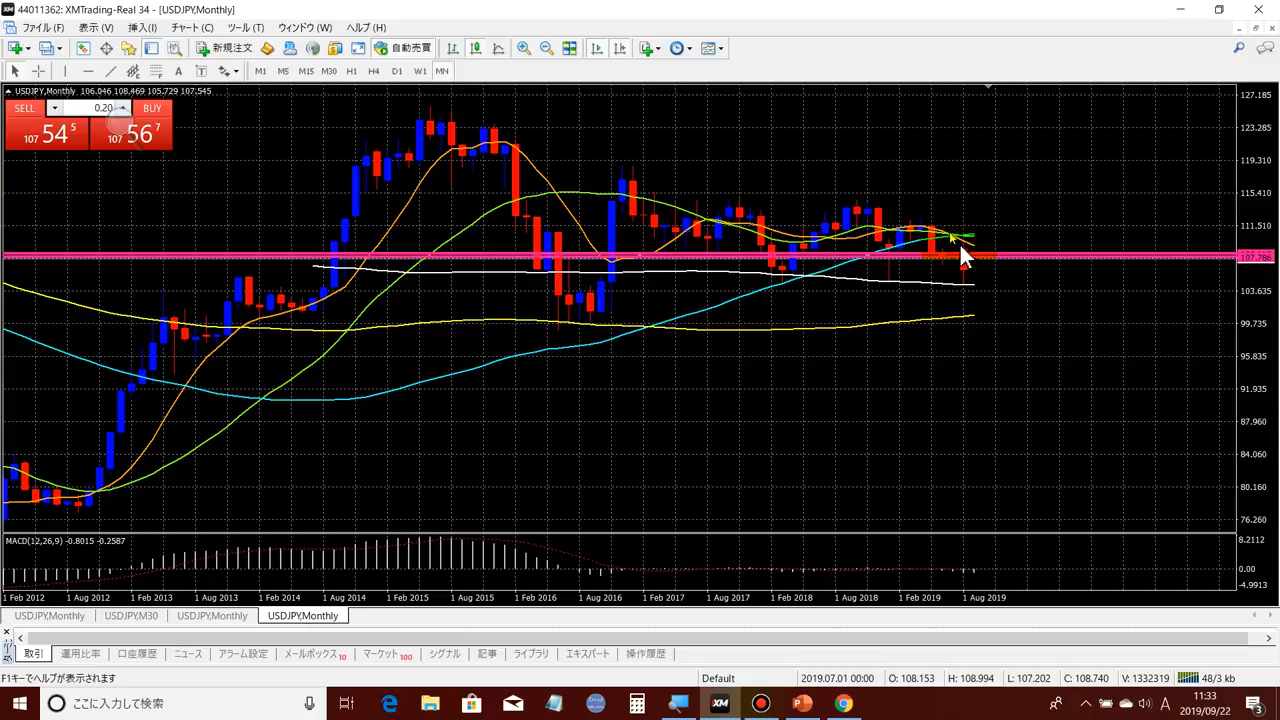 44011362: XMTrading-Real 34 - [USDJPY,Monthly]
ファイル (F) 表示 (V) 挿入(I) チャート (C) ツール (T) ウィンドウ (W) ヘルプ (H)
新規注文 自動売買
M1 M5 M15 M30 H1 H4 D1 W1 MN
USDJPY,Monthly 106.046 108.469 105.729 107.545
SELL 0.20 BUY
107 54 5 107 56 7
127.185
123.285
119.310
115.410
111.510
107.786
103.635
99.735
95.835
91.935
87.960
84.060
80.160
76.260
MACD(12,26,9) -0.8015 -0.2587
8.2112
0.00
-4.9913
1 Feb 2012 1 Aug 2012 1 Feb 2013 1 Aug 2013 1 Feb 2014 1 Aug 2014 1 Feb 2015 1 Aug 2015 1 Feb 2016 1 Aug 2016 1 Feb 2017 1 Aug 2017 1 Feb 2018 1 Aug 2018 1 Feb 2019 1 Aug 2019
USDJPY,Monthly USDJPY,M30 USDJPY,Monthly USDJPY,Monthly
取引 運用比率 口座履歴 ニュース アラーム設定 メールボックス 10 マーケット 100 シグナル 記事 ライブラリ エキスパート 操作履歴
F1キーでヘルプが表示されます Default 2019.07.01 00:00 O: 108.153 H: 108.994 L: 107.202 C: 108.740 V: 1332319 48/3 kb
ここに入力して検索 XM A 11:33
2019/09/22 3